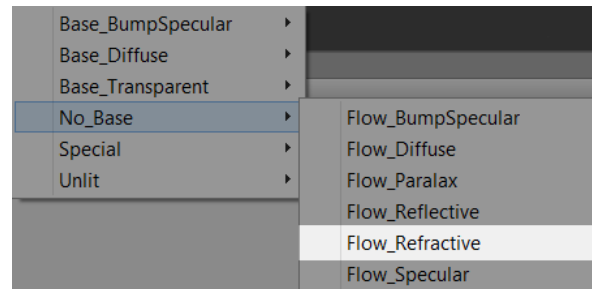 Base_BumpSpecular
Base_Diffuse
Base_Transparent
No_Base
Special
Unlit
Flow_BumpSpecular
Flow_Diffuse
Flow_Paralax
Flow_Reflective
Flow_Refractive
Flow_Specular